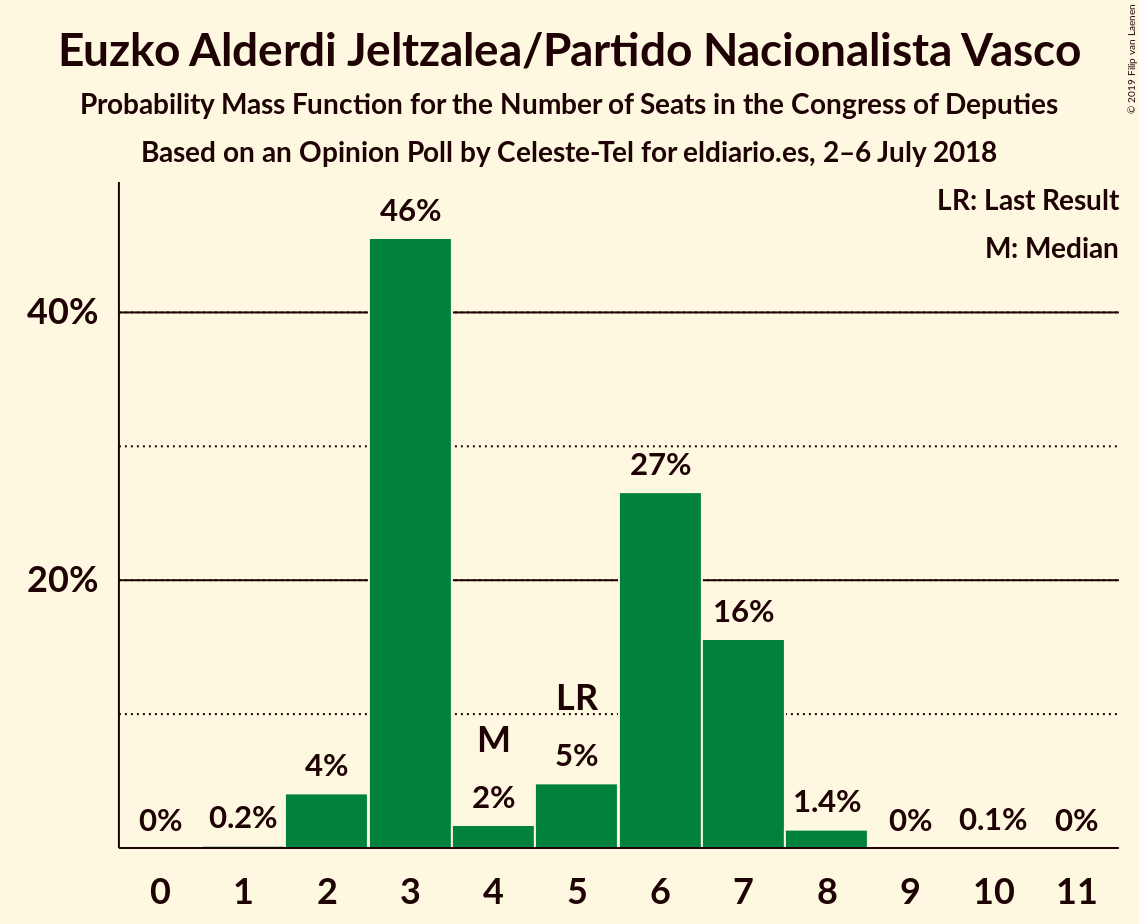 Euzko Alderdi Jeltzalea/Partido Nacionalista Vasco
Probability Mass Function for the Number of Seats in the Congress of Deputies
Based on an Opinion Poll by Celeste-Tel for eldiario.es, 2–6 July 2018
© 2019 Filip van Laenen
LR: Last Result
M: Median
40%
20%
0%
0.2%
4%
46%
M
2%
LR
5%
27%
16%
1.4%
0%
0.1%
0%
0 1 2 3 4 5 6 7 8 9 10 11